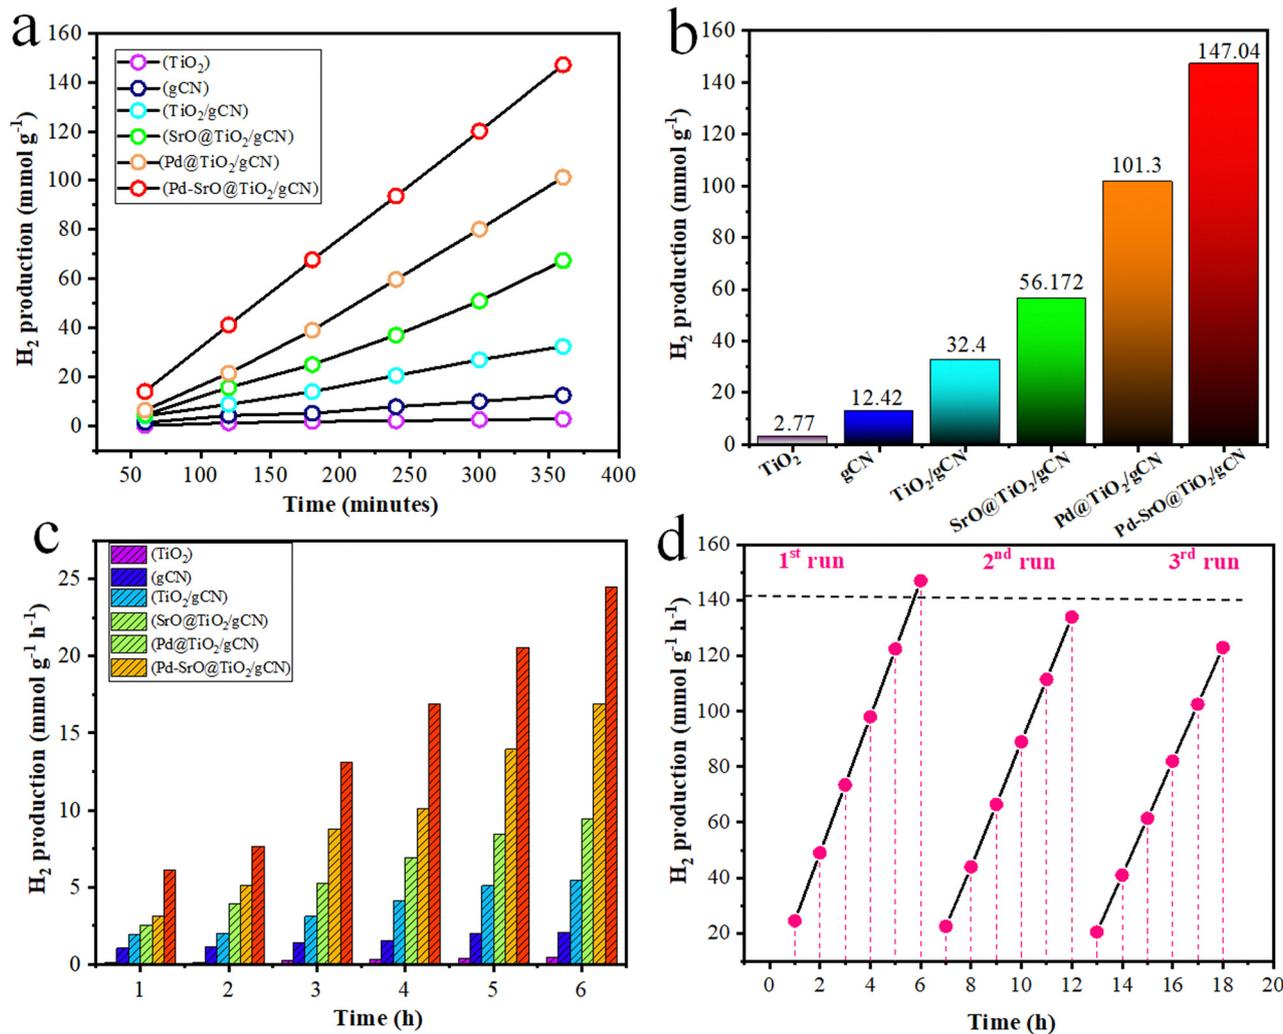 a
H2 production (mmol g-1)
160
140
120
100
80
60
40
20
0
(TiO2)
(gCN)
(TiO2/gCN)
(SrO@TiO2/gCN)
(Pd@TiO2/gCN)
(Pd-SrO@TiO2/gCN)
50 100 150 200 250 300 350 400
Time (minutes)
b
H2 production (mmol g-1)
160
140
120
100
80
60
40
20
0
2.77
12.42
32.4
56.172
101.3
147.04
TiO2
gCN
TiO2/gCN
SrO@TiO2/gCN
Pd@TiO2/gCN
Pd-SrO@TiO2/gCN
c
H2 production (mmol g-1 h-1)
25
20
15
10
5
0
(TiO2)
(gCN)
(TiO2/gCN)
(SrO@TiO2/gCN)
(Pd@TiO2/gCN)
(Pd-SrO@TiO2/gCN)
1 2 3 4 5 6
Time (h)
d
H2 production (mmol g-1 h-1)
160
140
120
100
80
60
40
20
1st run 2nd run 3rd run
0 2 4 6 8 10 12 14 16 18 20
Time (h)